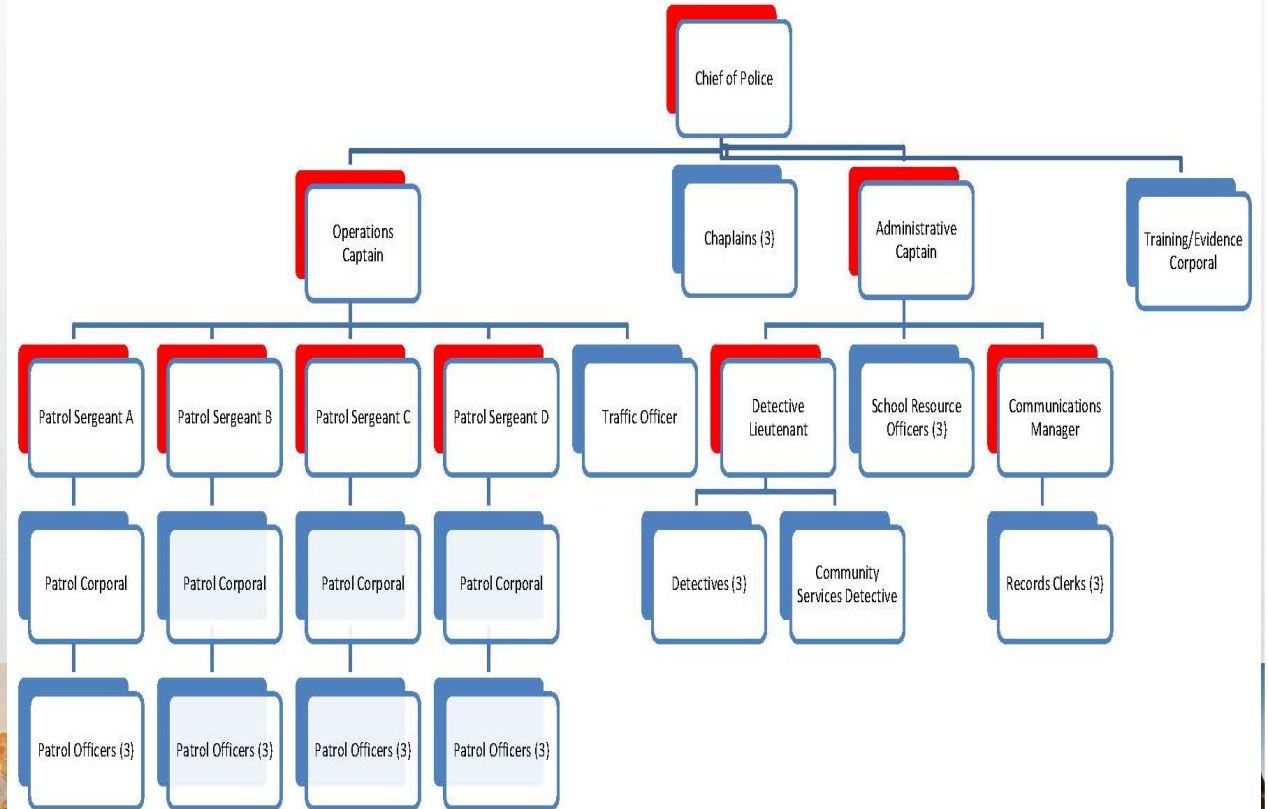 Chief of Police
Operations
Captain
Chaplains (3)
Administrative
Captain
Training/Evidence
Corporal
Patrol Sergeant A
Patrol Sergeant B
Patrol Sergeant C
Patrol Sergeant D
Traffic Officer
Detective
Lieutenant
School Resource
Officers (3)
Communications
Manager
Patrol Corporal
Patrol Corporal
Patrol Corporal
Patrol Corporal
Detectives (3)
Community
Services Detective
Records Clerks (3)
Patrol Officers (3)
Patrol Officers (3)
Patrol Officers (3)
Patrol Officers (3)